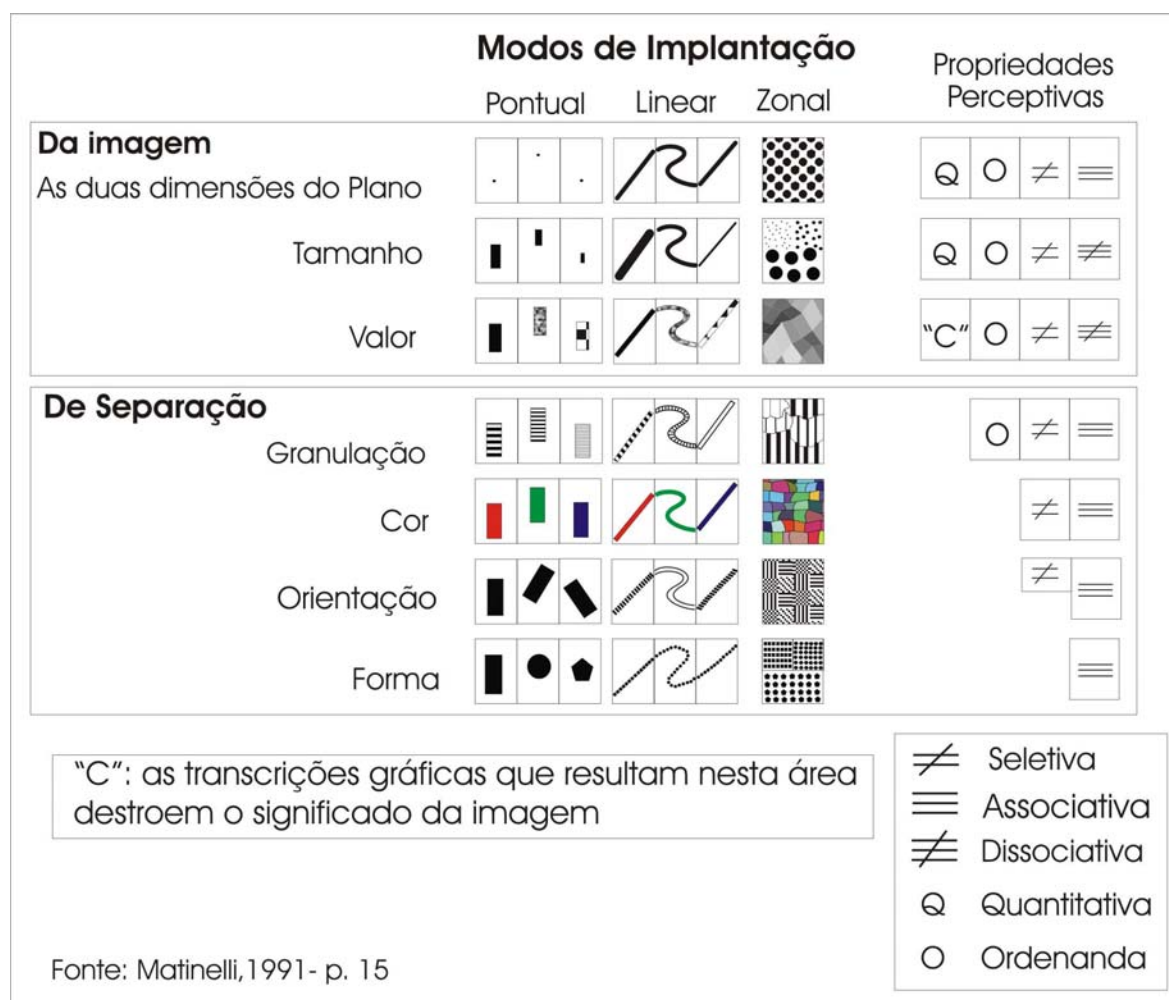 Modos de Implantação
Propriedades
Perceptivas
Pontual Linear Zonal
Da imagem
As duas dimensões do Plano
Q O ≠ ≡
Tamanho
Q O ≠ ≢
Valor
"C" O ≠ ≢
De Separação
Granulação
O ≠ ≡
Cor
≠ ≡
Orientação
≠ ≡
Forma
≡
"C": as transcrições gráficas que resultam nesta área
destroem o significado da imagem
≠ Seletiva
≡ Associativa
≢ Dissociativa
Q Quantitativa
O Ordenanda
Fonte: Matinelli,1991- p. 15